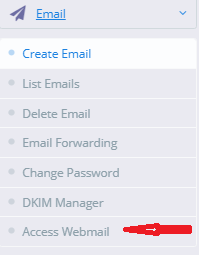 Email
Create Email
List Emails
Delete Email
Email Forwarding
Change Password
DKIM Manager
Access Webmail